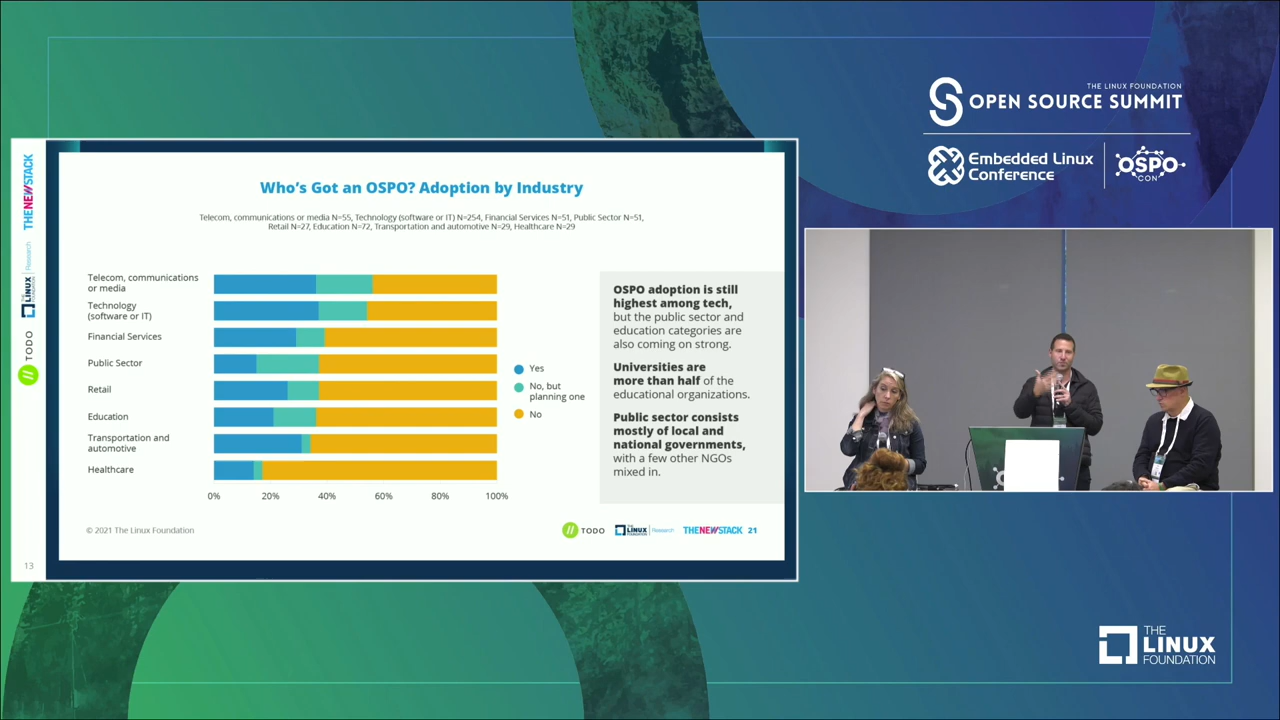 THE LINUX FOUNDATION
OPEN SOURCE SUMMIT
Embedded Linux
Conference
OSPO
CON
THENEWSTACK
THE
LINUX
FOUNDATION
Research
TODO
13
Who's Got an OSPO? Adoption by Industry
Telecom, communications or media N=55, Technology (software or IT) N=254, Financial Services N=51, Public Sector N=51,
Retail N=27, Education N=72, Transportation and automotive N=29, Healthcare N=29
Telecom, communications
or media
Technology
(software or IT)
Financial Services
Public Sector
Retail
Education
Transportation and
automotive
Healthcare
0% 20% 40% 60% 80% 100%
Yes
No, but
planning one
No
OSPO adoption is still
highest among tech,
but the public sector and
education categories are
also coming on strong.
Universities are
more than half of the
educational organizations.
Public sector consists
mostly of local and
national governments,
with a few other NGOs
mixed in.
© 2021 The Linux Foundation
TODO
THE
LINUX
FOUNDATION
Research
THENEWSTACK
21
THE
LINUX
FOUNDATION